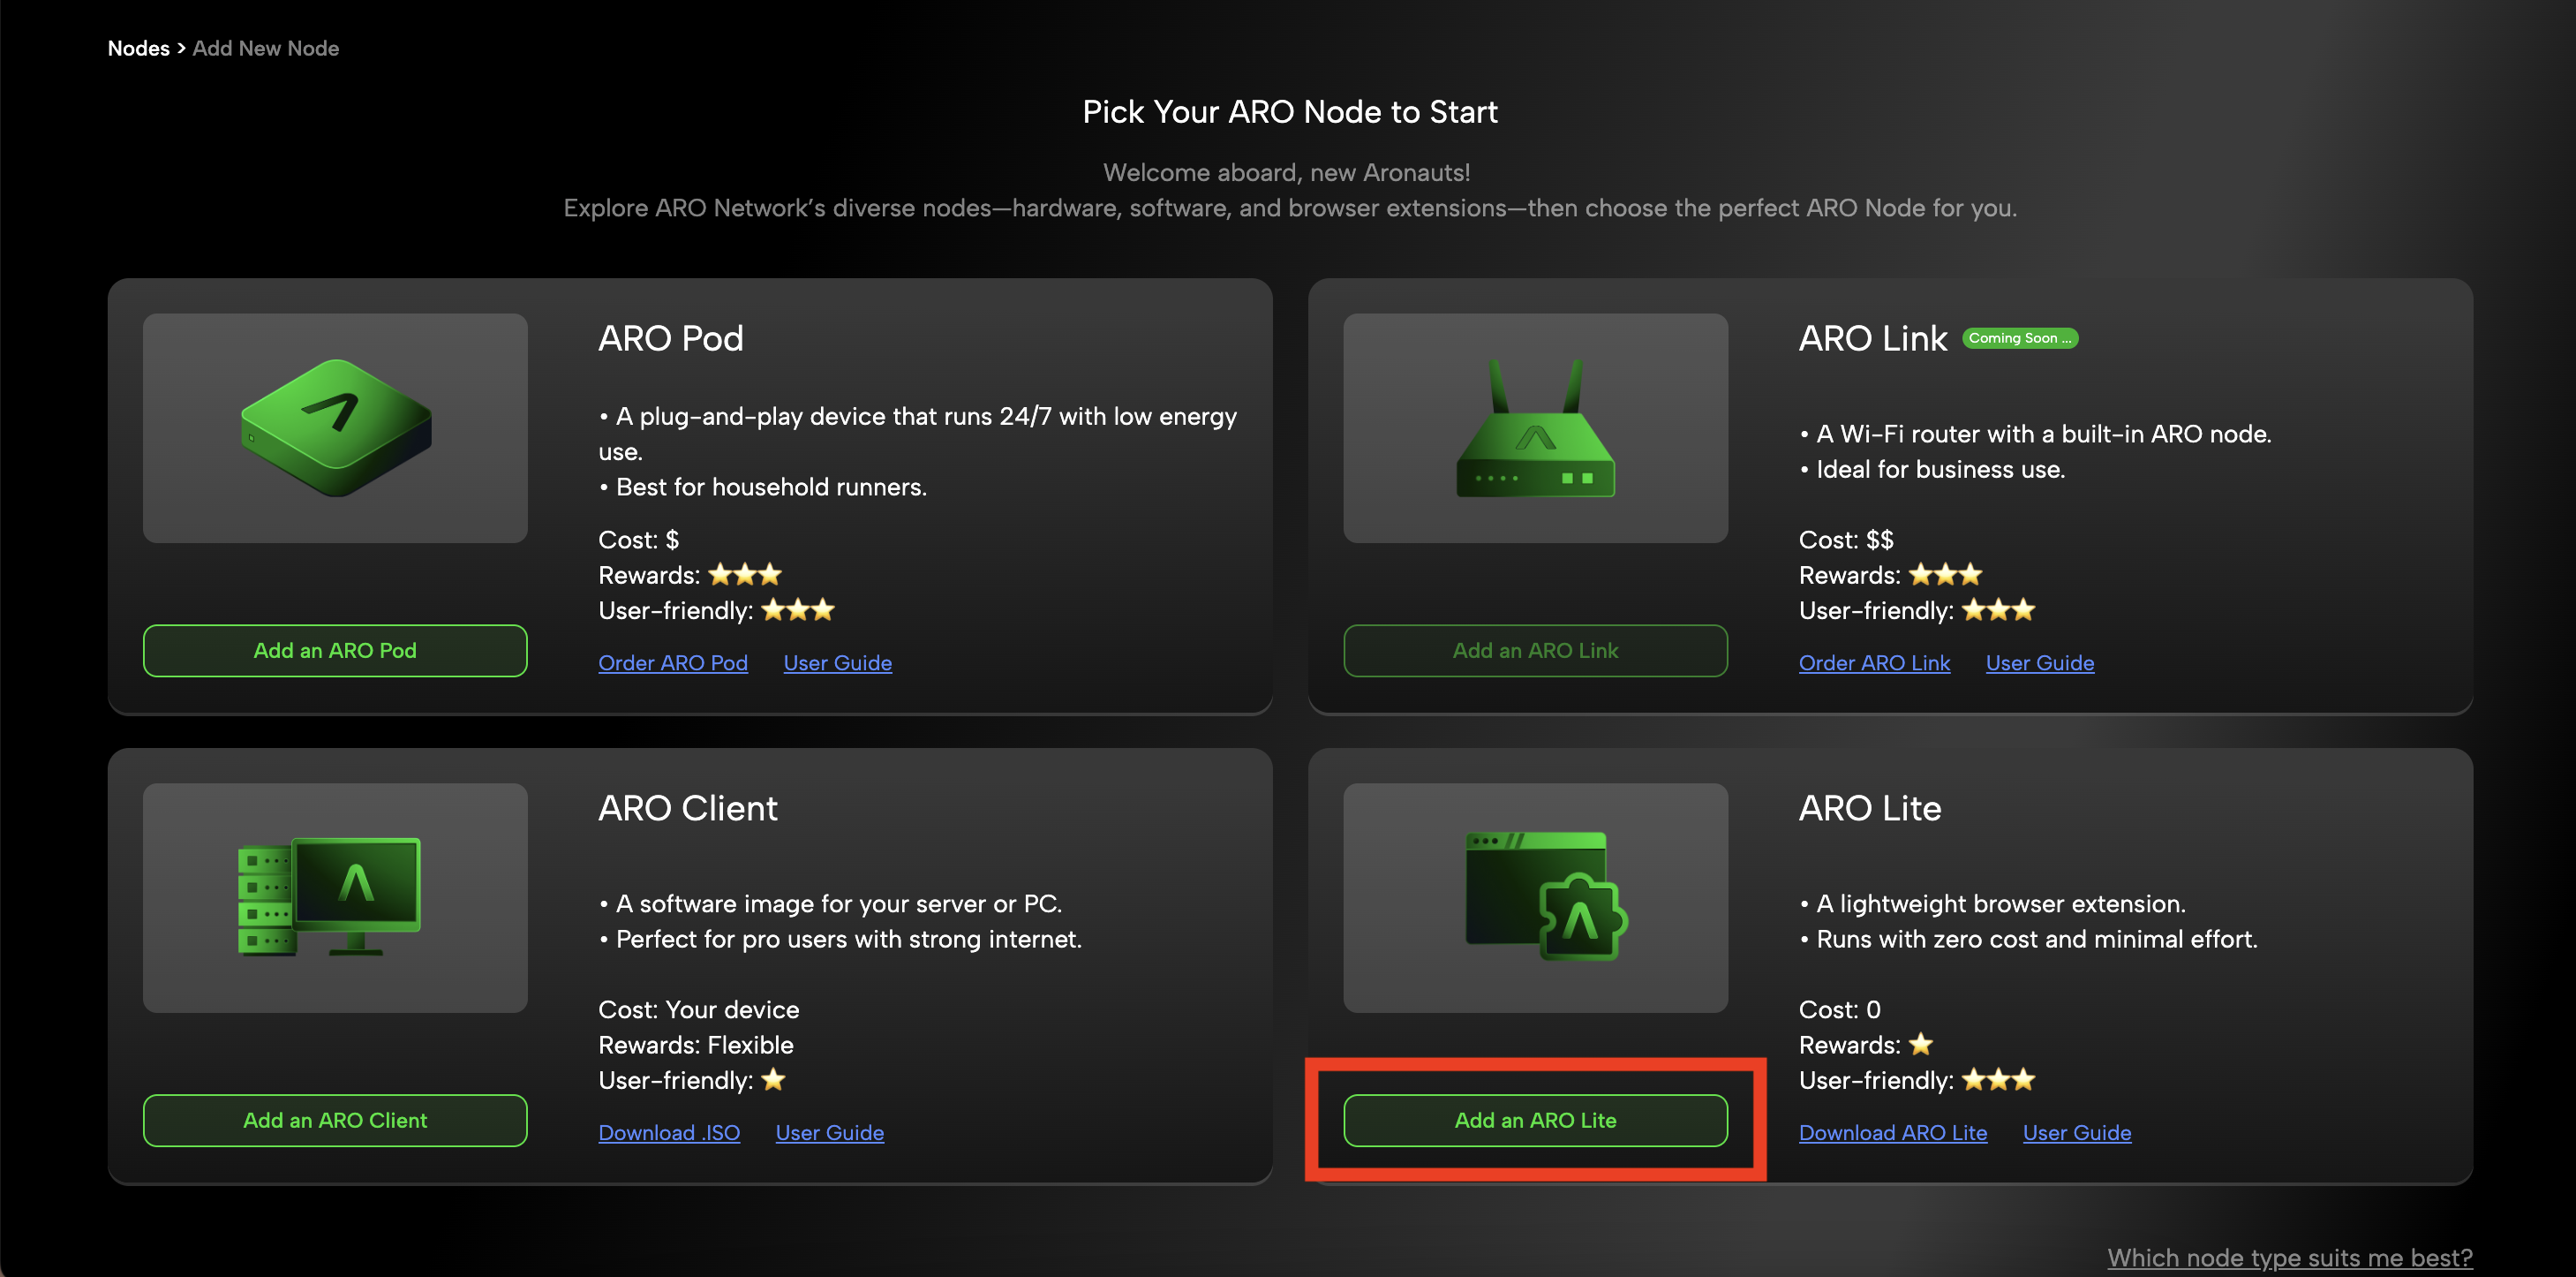 Nodes > Add New Node
Pick Your ARO Node to Start
Welcome aboard, new Aronauts!
Explore ARO Network’s diverse nodes—hardware, software, and browser extensions—then choose the perfect ARO Node for you.
ARO Pod
• A plug-and-play device that runs 24/7 with low energy
use.
• Best for household runners.
Cost: $
Rewards: ⭐⭐⭐
User-friendly: ⭐⭐⭐
Add an ARO Pod
Order ARO Pod User Guide
ARO Link Coming Soon ...
• A Wi-Fi router with a built-in ARO node.
• Ideal for business use.
Cost: $$
Rewards: ⭐⭐⭐
User-friendly: ⭐⭐⭐
Add an ARO Link
Order ARO Link User Guide
ARO Client
• A software image for your server or PC.
• Perfect for pro users with strong internet.
Cost: Your device
Rewards: Flexible
User-friendly: ⭐
Add an ARO Client
Download .ISO User Guide
ARO Lite
• A lightweight browser extension.
• Runs with zero cost and minimal effort.
Cost: 0
Rewards: ⭐
User-friendly: ⭐⭐⭐
Add an ARO Lite
Download ARO Lite User Guide
Which node type suits me best?